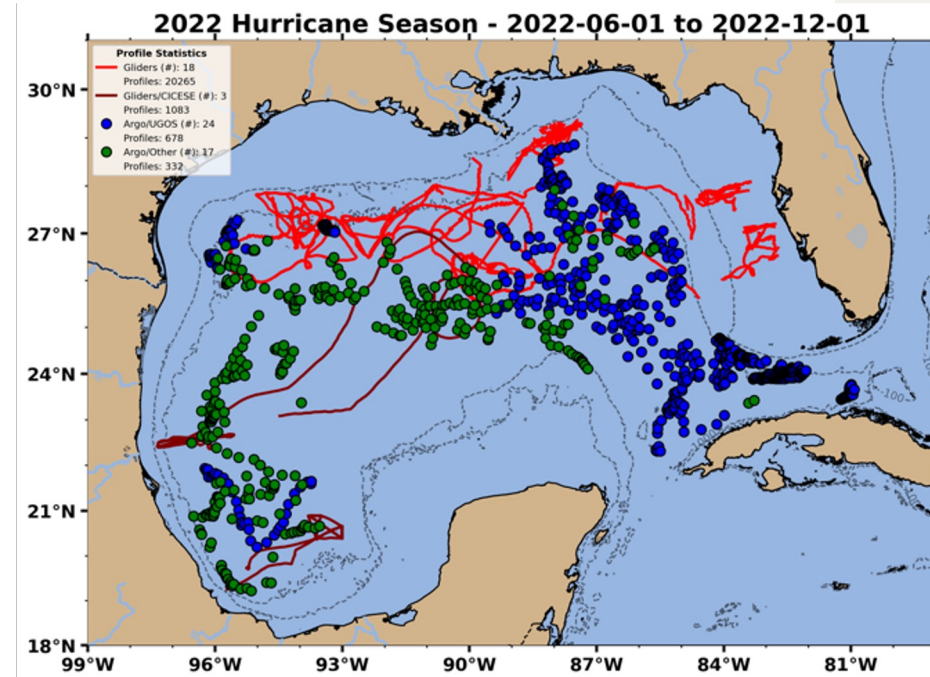 2022 Hurricane Season - 2022-06-01 to 2022-12-01
Profile Statistics
Gliders (#): 18
Profiles: 20265
Gliders/CICESE (#): 3
Profiles: 1083
Argo/UGOS (#): 24
Profiles: 678
Argo/Other (#): 17
Profiles: 332
30°N
27°N
24°N
21°N
18°N
99°W
96°W
93°W
90°W
87°W
84°W
81°W
-100